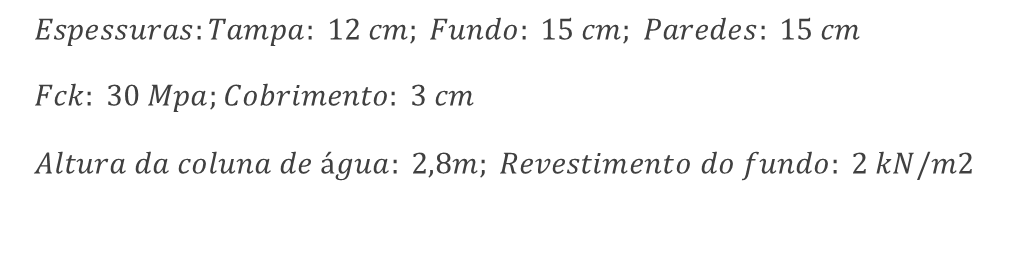 Espessuras: Tampa: 12 cm; Fundo: 15 cm; Paredes: 15 cm
Fck: 30 Mpa; Cobrimento: 3 cm
Altura da coluna de água: 2,8m; Revestimento do fundo: 2 kN/m2